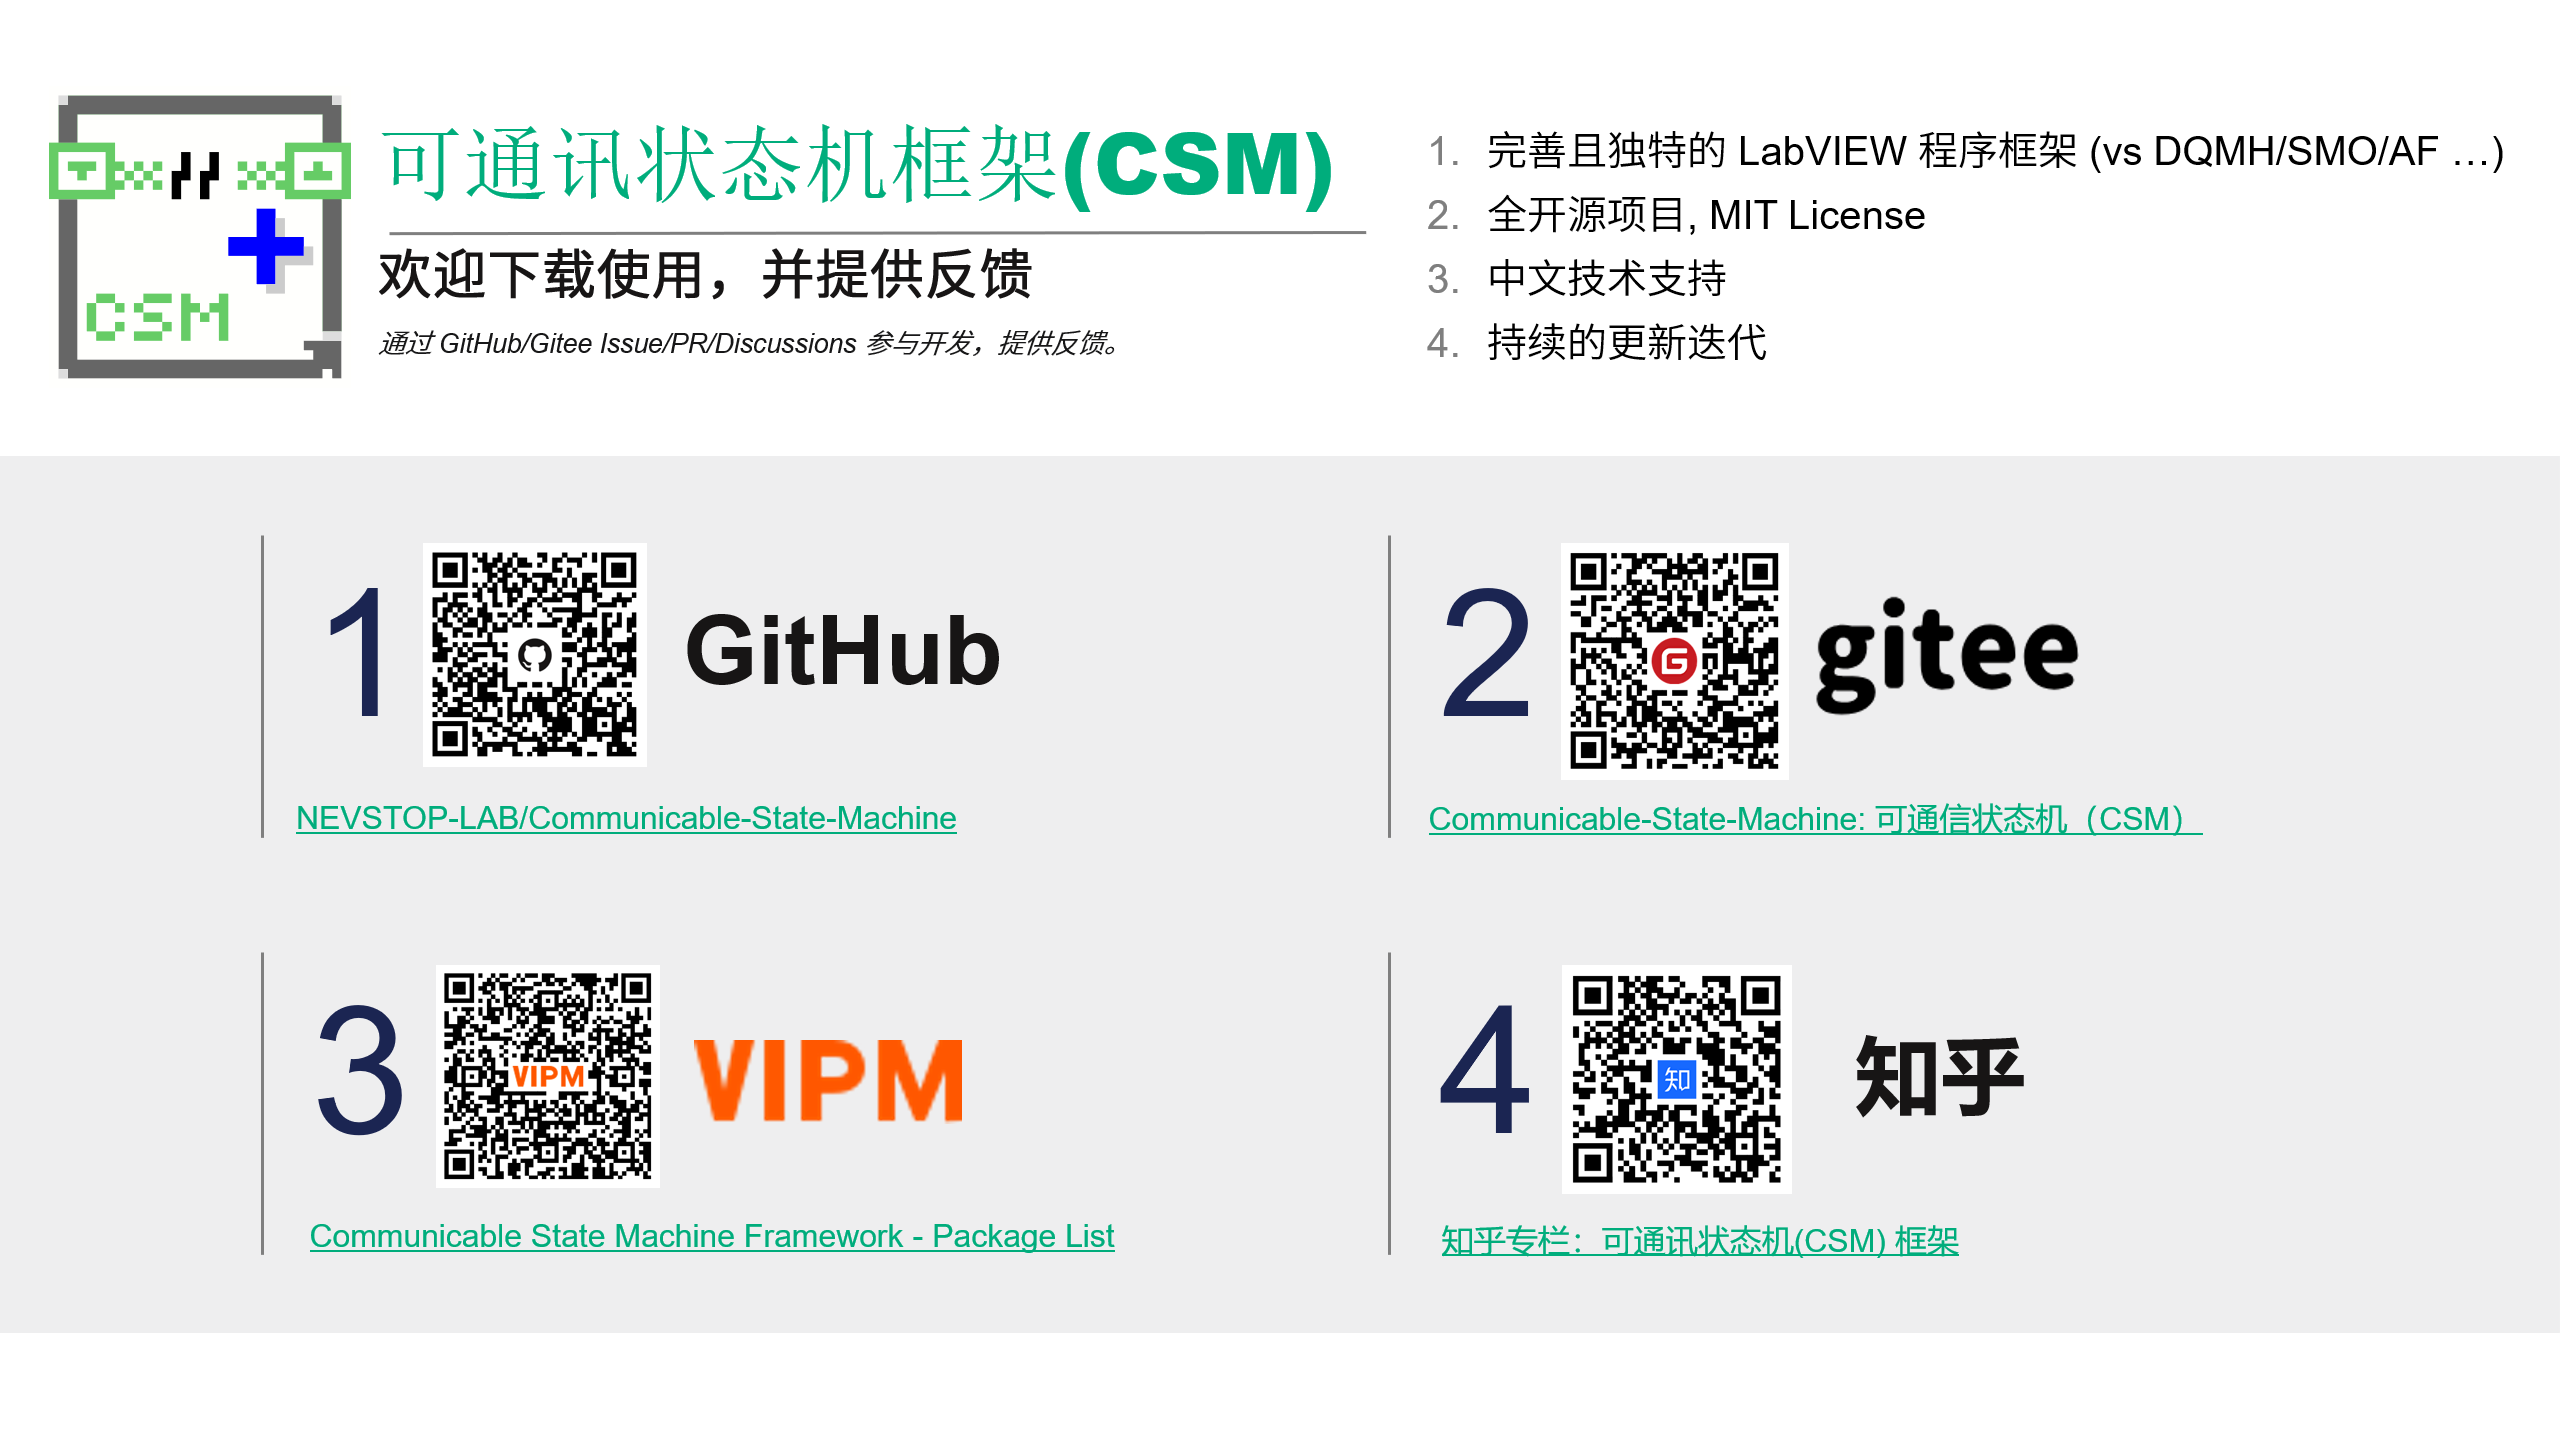 CSM
可通讯状态机框架(CSM)
欢迎下载使用，并提供反馈
通过 GitHub/Gitee Issue/PR/Discussions 参与开发，提供反馈。
1. 完善且独特的 LabVIEW 程序框架 (vs DQMH/SMO/AF …)
2. 全开源项目, MIT License
3. 中文技术支持
4. 持续的更新迭代
1
GitHub
NEVSTOP-LAB/Communicable-State-Machine
2
G
gitee
Communicable-State-Machine: 可通信状态机（CSM）
3
VIPM
VIPM
Communicable State Machine Framework - Package List
4
知
知乎
知乎专栏：可通讯状态机(CSM) 框架